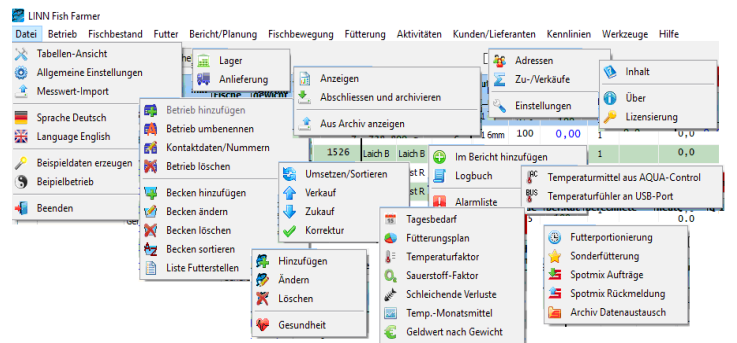 LINN Fish Farmer
Datei Betrieb Fischbestand Futter Bericht/Planung Fischbewegung Fütterung Aktivitäten Kunden/Lieferanten Kennlinien Werkzeuge Hilfe
Tabellen-Ansicht
Allgemeine Einstellungen
Messwert-Import
Sprache Deutsch
Language English
Beispieldaten erzeugen
Beipielbetrieb
Beenden
Betrieb hinzufügen
Betrieb umbenennen
Kontaktdaten/Nummern
Betrieb löschen
Becken hinzufügen
Becken ändern
Becken löschen
Becken sortieren
Liste Futterstellen
Lager
Anlieferung
Hinzufügen
Ändern
Löschen
Gesundheit
Anzeigen
Abschliessen und archivieren
Aus Archiv anzeigen
Umsetzen/Sortieren
Verkauf
Zukauf
Korrektur
Tagesbedarf
Fütterungsplan
Temperaturfaktor
Sauerstoff-Faktor
Schleichende Verluste
Temp.-Monatsmittel
Geldwert nach Gewicht
Im Bericht hinzufügen
Logbuch
Alarmliste
Adressen
Zu-/Verkäufe
Einstellungen
Inhalt
Über
Lizensierung
Temperaturmittel aus AQUA-Control
Temperaturfühler an USB-Port
Futterportionierung
Sonderfütterung
Spotmix Aufträge
Spotmix Rückmeldung
Archiv Datenaustausch
6mm 100 0,00 1 0,0
1526 Laich B Laich B 1 0,0
0.0